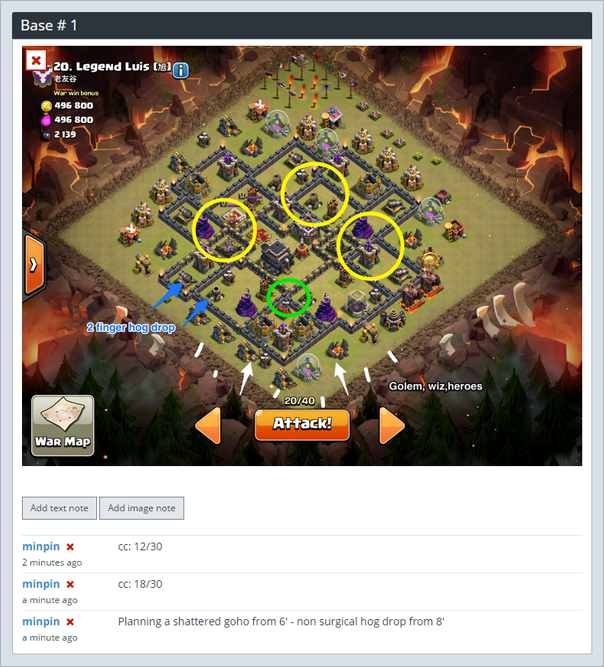 Base # 1
20. Legend Luis [旭]
老友谷
War win bonus
496 800
496 800
2 139
2 finger hog drop
Golem, wiz,heroes
20/40
Attack!
War Map
Add text note
Add image note
minpin
cc: 12/30
2 minutes ago
minpin
cc: 18/30
a minute ago
minpin
Planning a shattered goho from 6' - non surgical hog drop from 8'
a minute ago